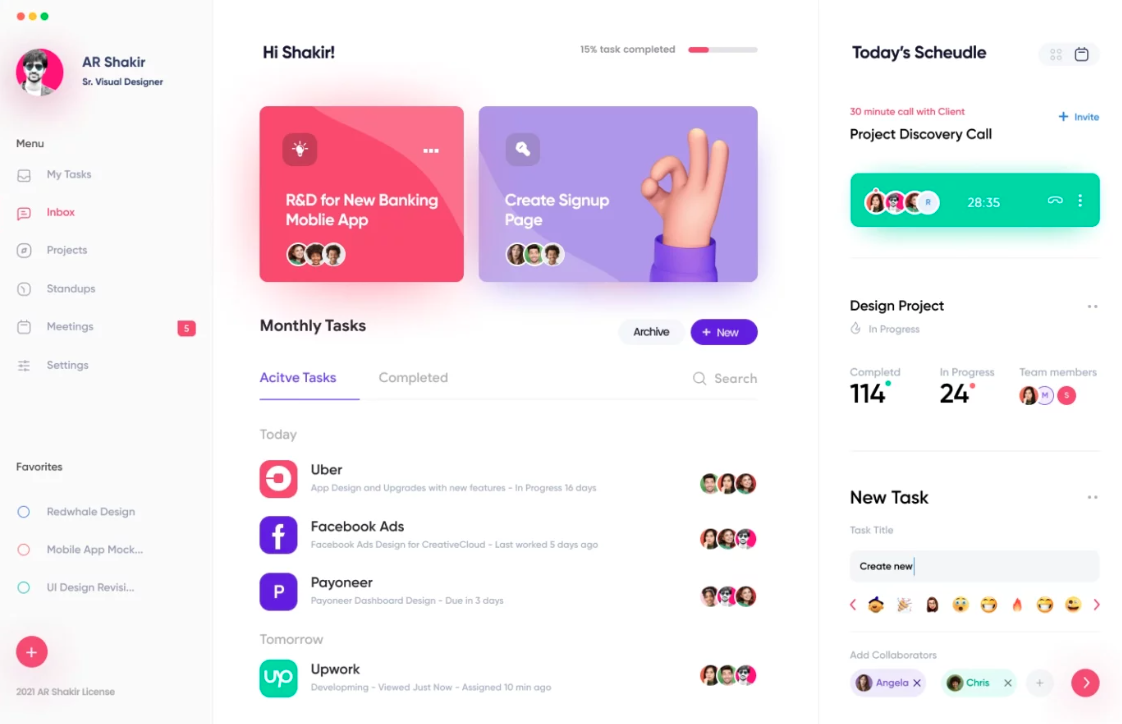 AR Shakir
Sr. Visual Designer
Menu
My Tasks
Inbox
Projects
Standups
Meetings
5
Settings
Favorites
Redwhale Design
Mobile App Mock...
UI Design Revisi...
+
2021 AR Shakir License
Hi Shakir!
15% task completed
R&D for New Banking
Moblie App
Create Signup
Page
Monthly Tasks
Archive
+ New
Acitve Tasks
Completed
Search
Today
Uber
App Design and Upgrades with new features - In Progress 16 days
f
Facebook Ads
Facebook Ads Design for CreativeCloud - Last worked 5 days ago
P
Payoneer
Payoneer Dashboard Design - Due in 3 days
Tomorrow
up
Upwork
Developming - Viewed Just Now - Assigned 10 min ago
Today's Scheudle
30 minute call with Client
+ Invite
Project Discovery Call
R
28:35
Design Project
In Progress
Completd
In Progress
Team members
114
24
M
S
New Task
Task Title
Create new
Add Collaborators
Angela ×
Chris ×
+